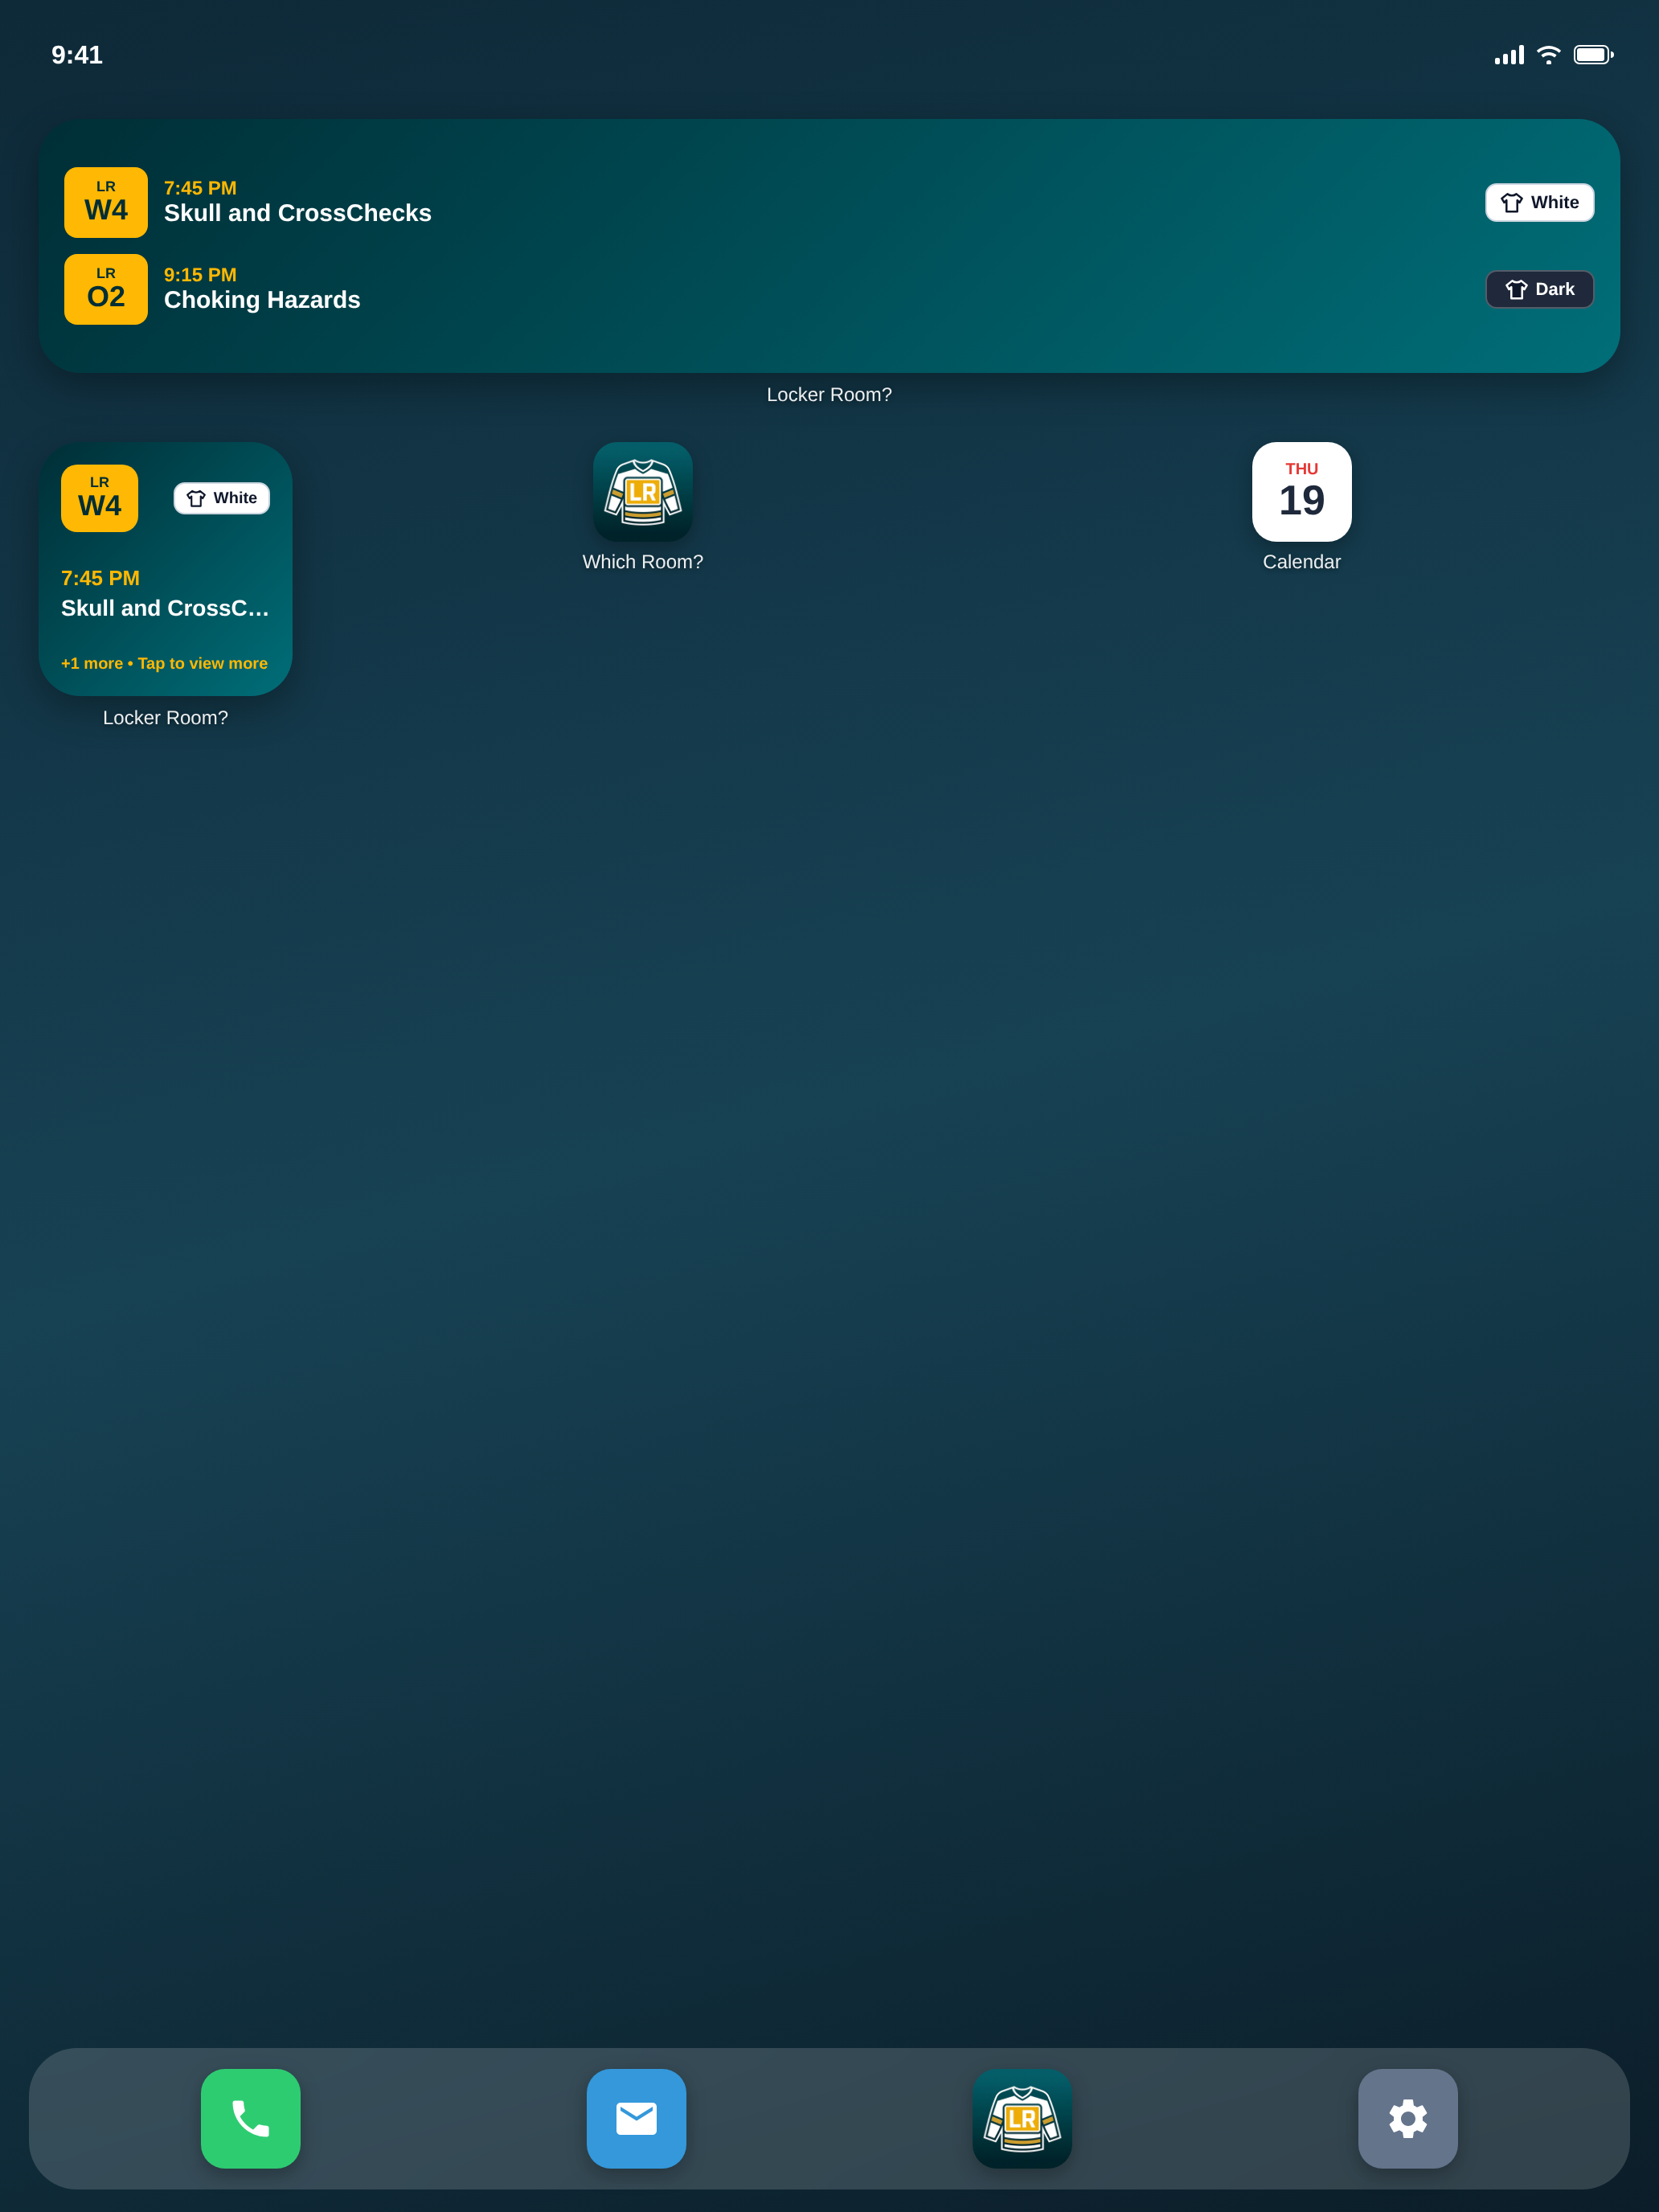 9:41
LR
W4
7:45 PM
Skull and CrossChecks
White
LR
O2
9:15 PM
Choking Hazards
Dark
Locker Room?
LR
W4
White
7:45 PM
Skull and CrossC...
+1 more • Tap to view more
Locker Room?
LR
Which Room?
THU
19
Calendar
LR